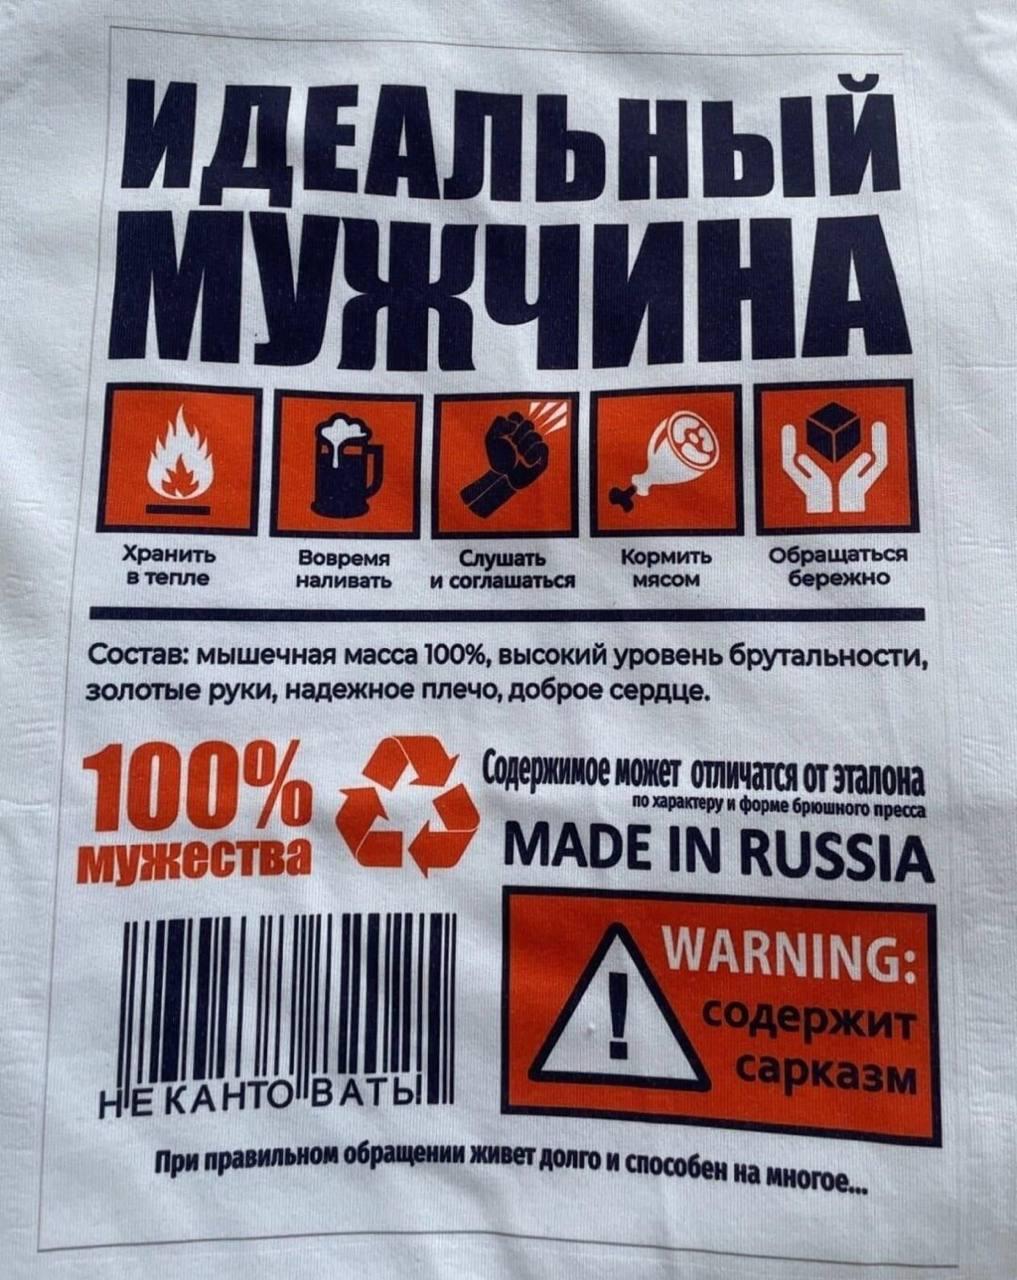 ИДЕАЛЬНЫЙ
МУЖЧИНА
Хранить
в тепле
Вовремя
наливать
Слушать
и соглашаться
Кормить
мясом
Обращаться
бережно
Состав: мышечная масса 100%, высокий уровень брутальности,
золотые руки, надежное плечо, доброе сердце.
100%
мужества
Содержимое может отличатся от эталона
по характеру и форме брюшного пресса
MADE IN RUSSIA
НЕ КАНТОВАТЬ!
WARNING:
содержит
сарказм
При правильном обращении живет долго и способен на многое...